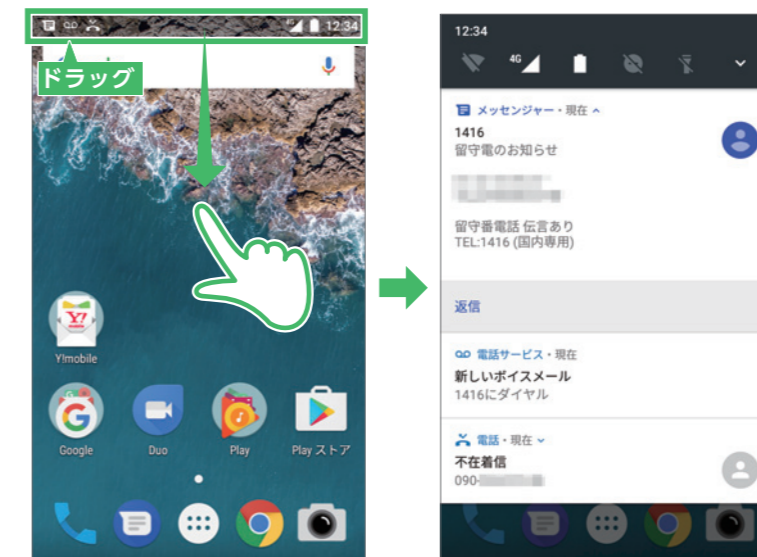 4G
12:34
ドラッグ
Y!
MOBILE
Y!mobile
Google
Duo
Play
Play ストア
12:34
4G
メッセンジャー・現在
1416
留守電のお知らせ
留守番電話 伝言あり
TEL:1416 (国内専用)
返信
電話サービス・現在
新しいボイスメール
1416にダイヤル
電話・現在
不在着信
090-